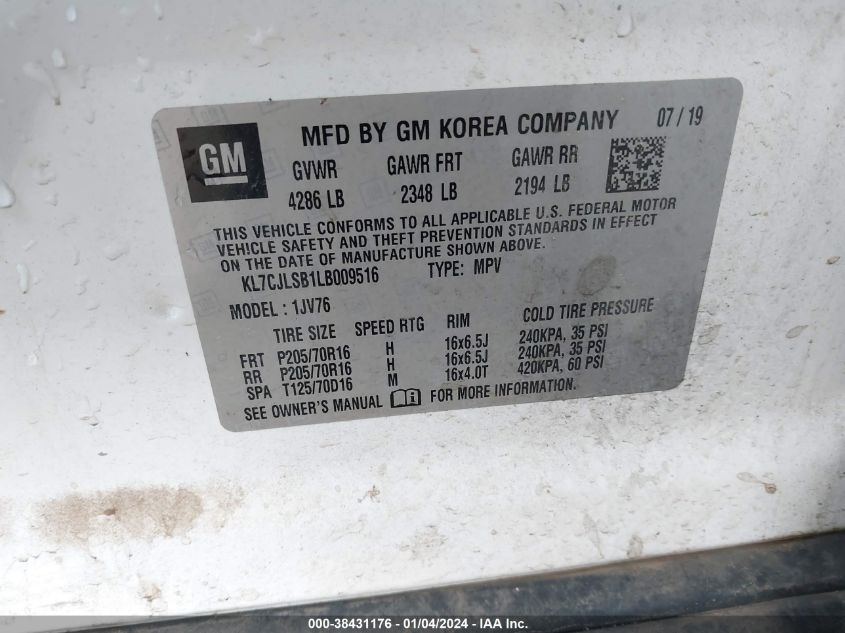 GM
MFD BY GM KOREA COMPANY 07 / 19
GVWR GAWR FRT GAWR RR
4286 LB 2348 LB 2194 LB
THIS VEHICLE CONFORMS TO ALL APPLICABLE U.S. FEDERAL MOTOR
VEHICLE SAFETY AND THEFT PREVENTION STANDARDS IN EFFECT
ON THE DATE OF MANUFACTURE SHOWN ABOVE.
KL7CJLSB1LB009516 TYPE: MPV
MODEL : 1JV76
TIRE SIZE SPEED RTG RIM COLD TIRE PRESSURE
FRT P205/70R16 H 16x6.5J 240KPA, 35 PSI
RR P205/70R16 H 16x6.5J 240KPA, 35 PSI
SPA T125/70D16 M 16x4.0T 420KPA, 60 PSI
SEE OWNER'S MANUAL FOR MORE INFORMATION.
000-38431176 - 01/04/2024 - IAA Inc.